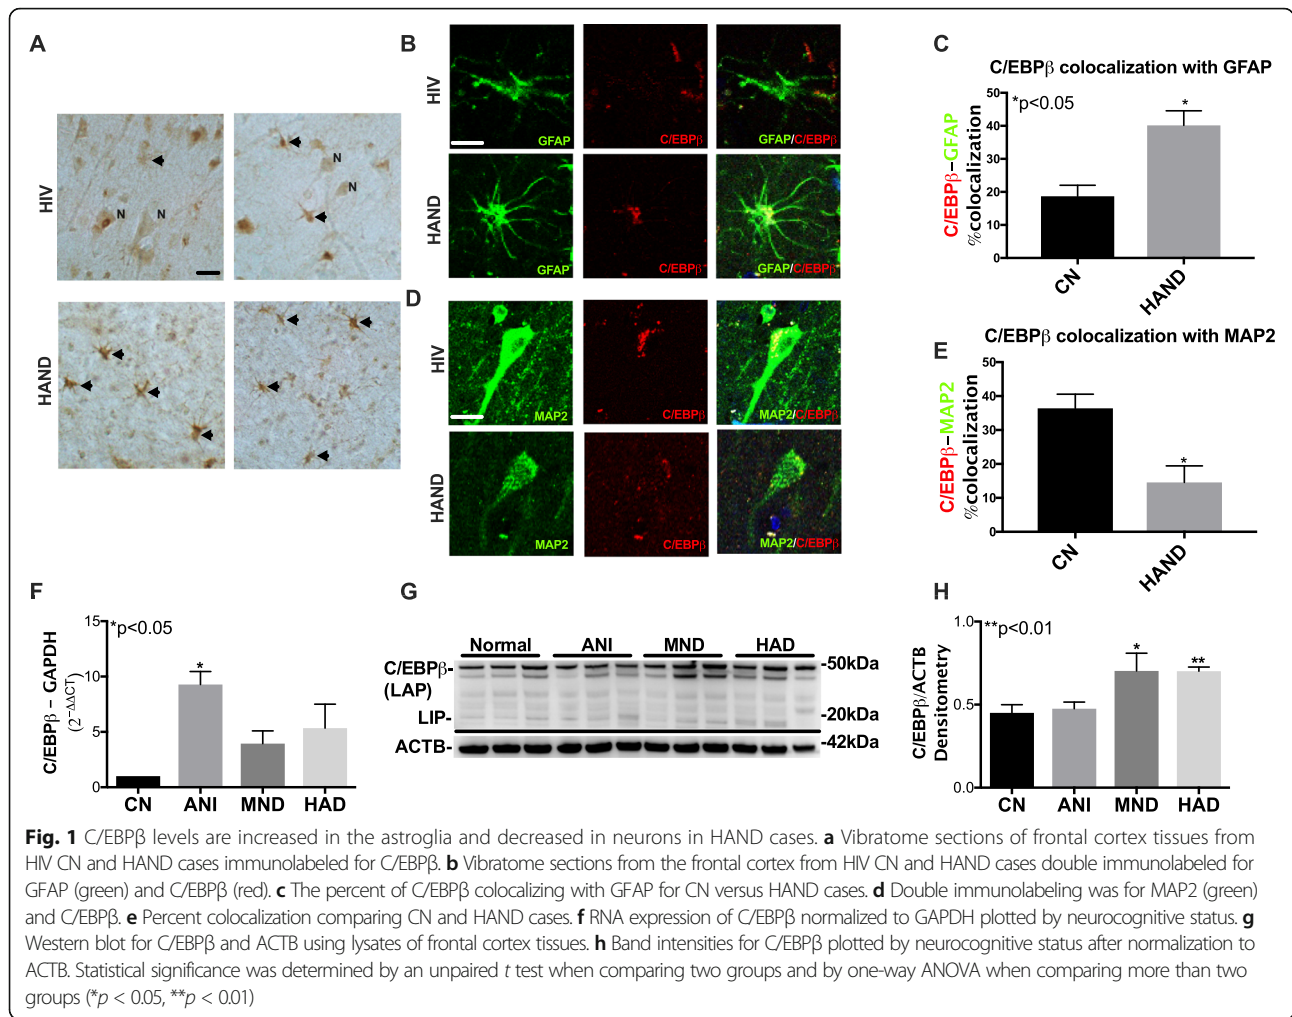 A
HIV
N
N
N
N
HAND
B
HIV
GFAP
C/EBPβ
GFAP/C/EBPβ
HAND
GFAP
C/EBPβ
GFAP/C/EBPβ
C
C/EBPβ colocalization with GFAP
*p<0.05
*
50
40
30
20
10
0
C/EBPβ–GFAP
%colocalization
CN
HAND
D
HIV
MAP2
C/EBPβ
MAP2/C/EBPβ
HAND
MAP2
C/EBPβ
MAP2/C/EBPβ
E
C/EBPβ colocalization with MAP2
*
50
40
30
20
10
0
C/EBPβ–MAP2
%colocalization
CN
HAND
F
*p<0.05
*
15
10
5
0
C/EBPβ – GAPDH
(2^−ΔΔCT)
CN ANI MND HAD
G
Normal ANI MND HAD
C/EBPβ-
(LAP)
LIP-
ACTB-
-50kDa
-20kDa
-42kDa
H
**p<0.01
*
**
1.0
0.5
0.0
C/EBPβ/ACTB
Densitometry
CN ANI MND HAD
Fig. 1 C/EBPβ levels are increased in the astroglia and decreased in neurons in HAND cases. a Vibratome sections of frontal cortex tissues from
HIV CN and HAND cases immunolabeled for C/EBPβ. b Vibratome sections from the frontal cortex from HIV CN and HAND cases double immunolabeled for
GFAP (green) and C/EBPβ (red). c The percent of C/EBPβ colocalizing with GFAP for CN versus HAND cases. d Double immunolabeling was for MAP2 (green)
and C/EBPβ. e Percent colocalization comparing CN and HAND cases. f RNA expression of C/EBPβ normalized to GAPDH plotted by neurocognitive status. g
Western blot for C/EBPβ and ACTB using lysates of frontal cortex tissues. h Band intensities for C/EBPβ plotted by neurocognitive status after normalization to
ACTB. Statistical significance was determined by an unpaired t test when comparing two groups and by one-way ANOVA when comparing more than two
groups (*p < 0.05, **p < 0.01)